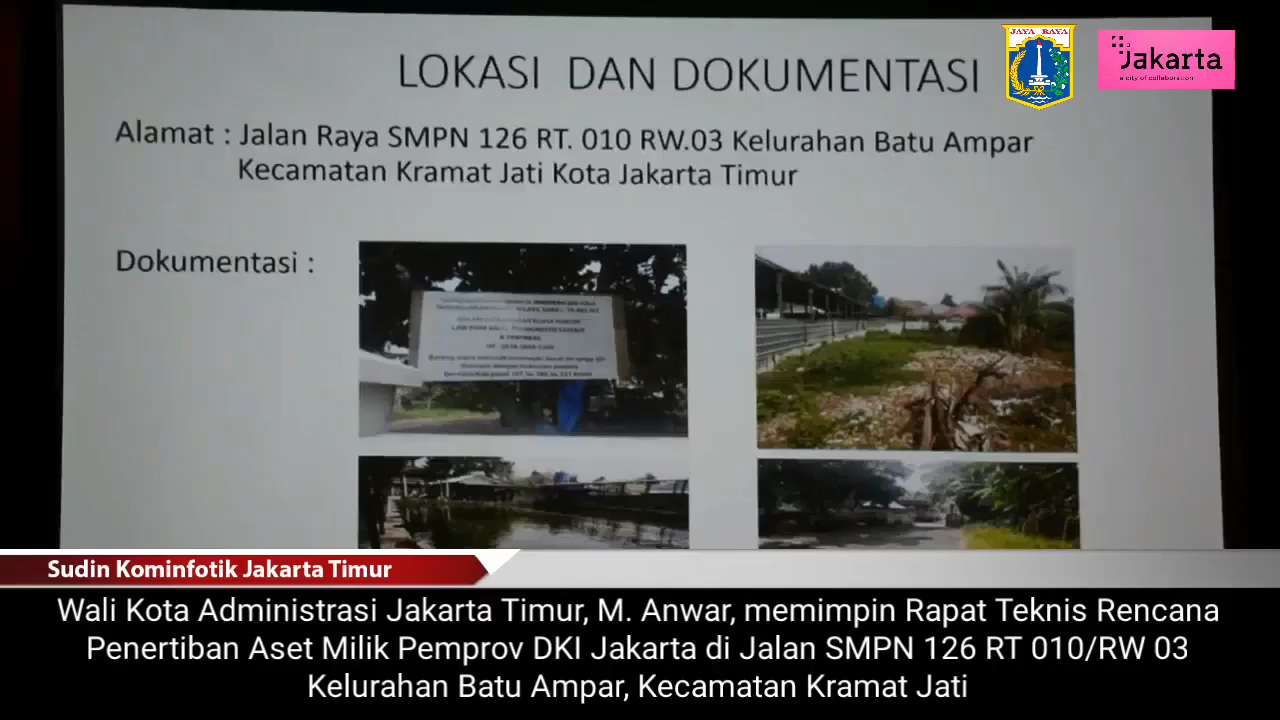 LOKASI DAN DOKUMENTASI
JAYA RAYA
Jakarta
a city of collaboration
Alamat : Jalan Raya SMPN 126 RT. 010 RW.03 Kelurahan Batu Ampar
Kecamatan Kramat Jati Kota Jakarta Timur
Dokumentasi :
Sudin Kominfotik Jakarta Timur
Wali Kota Administrasi Jakarta Timur, M. Anwar, memimpin Rapat Teknis Rencana
Penertiban Aset Milik Pemprov DKI Jakarta di Jalan SMPN 126 RT 010/RW 03
Kelurahan Batu Ampar, Kecamatan Kramat Jati